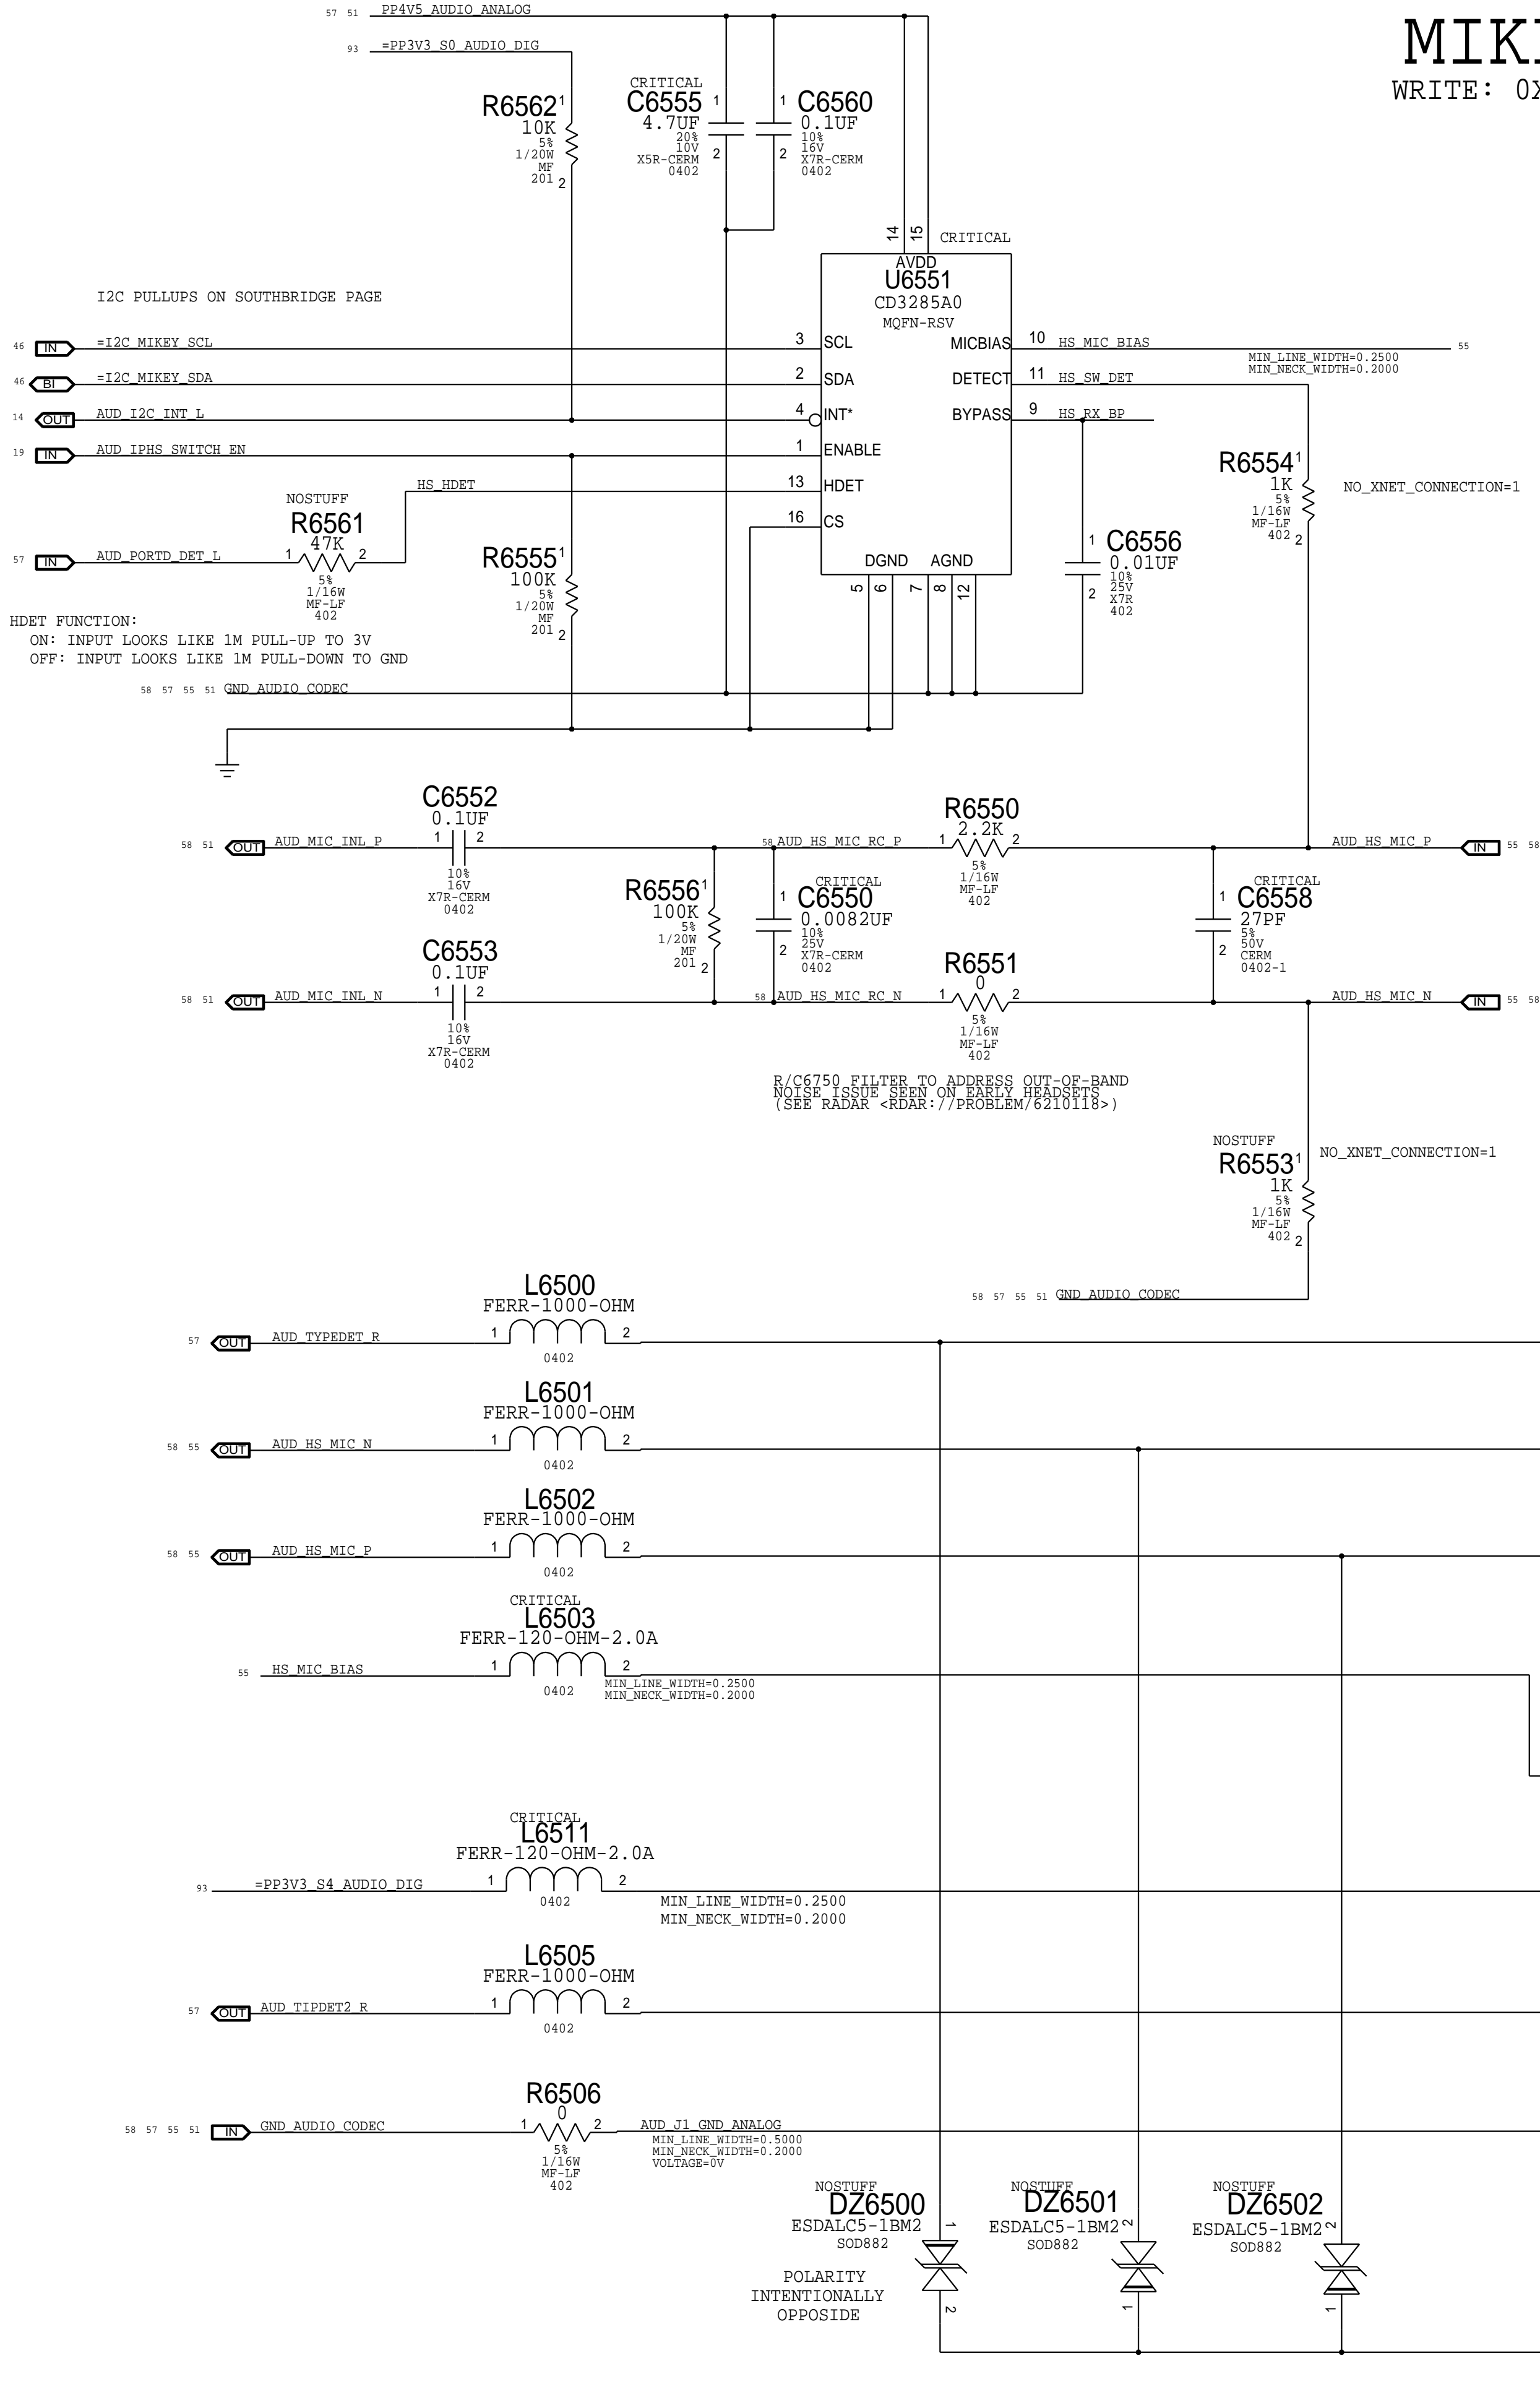 57 51 PP4V5_AUDIO_ANALOG
93 =PP3V3_S0_AUDIO_DIG
MIK
WRITE: 0X
R6562
1
10K
5%
1/20W
MF
201
2
CRITICAL
C6555
1
4.7UF
20%
10V
X5R-CERM
0402
2
C6560
1
0.1UF
10%
16V
X7R-CERM
0402
2
14 15 CRITICAL
AVDD
U6551
CD3285A0
MQFN-RSV
I2C PULLUPS ON SOUTHBRIDGE PAGE
46 IN =I2C_MIKEY_SCL 3 SCL
MICBIAS 10 HS_MIC_BIAS 55
MIN_LINE_WIDTH=0.2500
MIN_NECK_WIDTH=0.2000
46 BI =I2C_MIKEY_SDA 2 SDA
DETECT 11 HS_SW_DET
14 OUT AUD_I2C_INT_L 4 INT*
BYPASS 9 HS_RX_BP
19 IN AUD_IPHS_SWITCH_EN 1 ENABLE
HS_HDET 13 HDET
16 CS
DGND AGND
5 6 7 8 12
NOSTUFF
R6561
47K
57 IN AUD_PORTD_DET_L 1 2
5%
1/16W
MF-LF
402
R6555
1
100K
5%
1/20W
MF
201
2
C6556
1
0.01UF
10%
25V
X7R
402
2
R6554
1
1K
5%
1/16W
MF-LF
402
2
NO_XNET_CONNECTION=1
HDET FUNCTION:
ON: INPUT LOOKS LIKE 1M PULL-UP TO 3V
OFF: INPUT LOOKS LIKE 1M PULL-DOWN TO GND
58 57 55 51 GND_AUDIO_CODEC
C6552
0.1UF
58 51 OUT AUD_MIC_INL_P 1 2
10%
16V
X7R-CERM
0402
58 AUD_HS_MIC_RC_P
R6550
2.2K
1 2
5%
1/16W
MF-LF
402
AUD_HS_MIC_P IN 55 58
R6556
1
100K
5%
1/20W
MF
201
2
CRITICAL
C6550
1
0.0082UF
10%
25V
X7R-CERM
0402
2
CRITICAL
C6558
1
27PF
5%
50V
CERM
0402-1
2
C6553
0.1UF
58 51 OUT AUD_MIC_INL_N 1 2
10%
16V
X7R-CERM
0402
58 AUD_HS_MIC_RC_N
R6551
0
1 2
5%
1/16W
MF-LF
402
AUD_HS_MIC_N IN 55 58
R/C6750 FILTER TO ADDRESS OUT-OF-BAND
NOISE ISSUE SEEN ON EARLY HEADSETS
(SEE RADAR <RDAR://PROBLEM/6210118>)
NOSTUFF
R6553
1
1K
5%
1/16W
MF-LF
402
2
NO_XNET_CONNECTION=1
58 57 55 51 GND_AUDIO_CODEC
L6500
FERR-1000-OHM
57 OUT AUD_TYPEDET_R 1 2
0402
L6501
FERR-1000-OHM
58 55 OUT AUD_HS_MIC_N 1 2
0402
L6502
FERR-1000-OHM
58 55 OUT AUD_HS_MIC_P 1 2
0402
CRITICAL
L6503
FERR-120-OHM-2.0A
55 HS_MIC_BIAS 1 2
0402
MIN_LINE_WIDTH=0.2500
MIN_NECK_WIDTH=0.2000
CRITICAL
L6511
FERR-120-OHM-2.0A
93 =PP3V3_S4_AUDIO_DIG 1 2
0402
MIN_LINE_WIDTH=0.2500
MIN_NECK_WIDTH=0.2000
L6505
FERR-1000-OHM
57 OUT AUD_TIPDET2_R 1 2
0402
R6506
0
58 57 55 51 IN GND_AUDIO_CODEC 1 2 AUD_J1_GND_ANALOG
5%
1/16W
MF-LF
402
MIN_LINE_WIDTH=0.5000
MIN_NECK_WIDTH=0.2000
VOLTAGE=0V
NOSTUFF
DZ6500
ESDALC5-1BM2
SOD882
1
2
NOSTUFF
DZ6501
ESDALC5-1BM2
SOD882
2
1
NOSTUFF
DZ6502
ESDALC5-1BM2
SOD882
2
1
POLARITY
INTENTIONALLY
OPPOSIDE